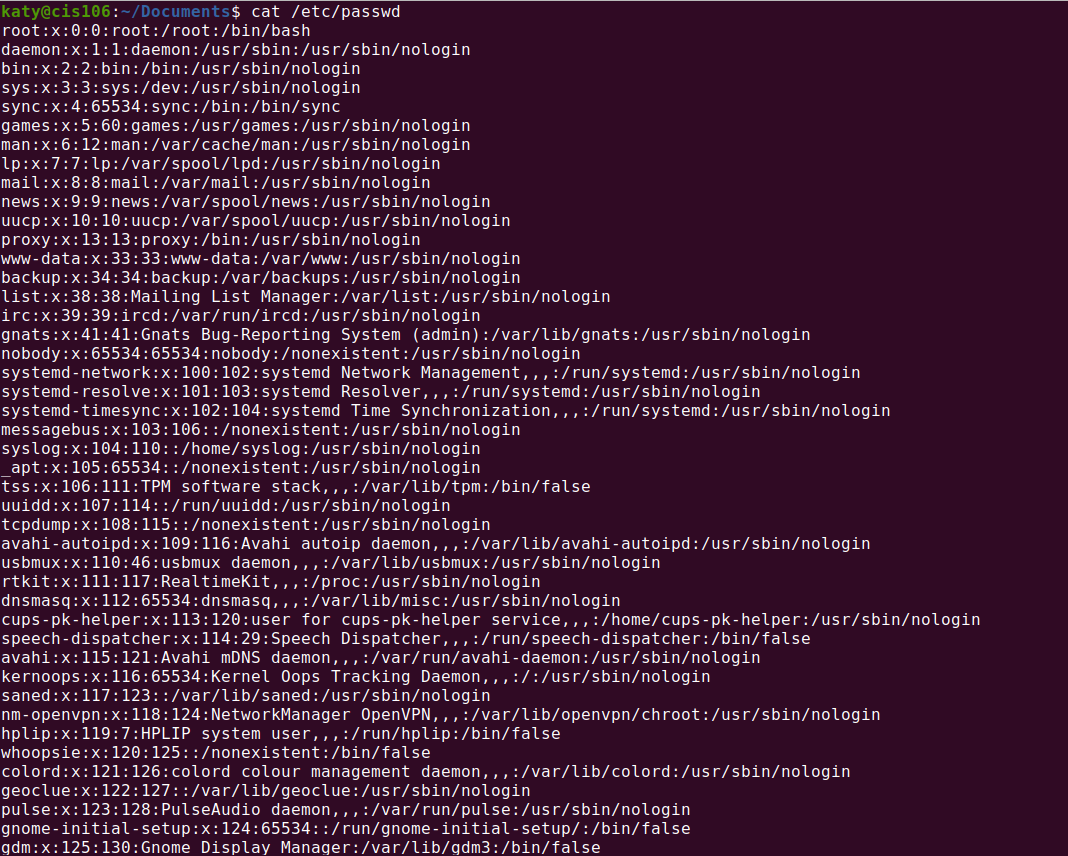 katy@cis106:~/Documents$ cat /etc/passwd
root:x:0:0:root:/root:/bin/bash
daemon:x:1:1:daemon:/usr/sbin:/usr/sbin/nologin
bin:x:2:2:bin:/bin:/usr/sbin/nologin
sys:x:3:3:sys:/dev:/usr/sbin/nologin
sync:x:4:65534:sync:/bin:/bin/sync
games:x:5:60:games:/usr/games:/usr/sbin/nologin
man:x:6:12:man:/var/cache/man:/usr/sbin/nologin
lp:x:7:7:lp:/var/spool/lpd:/usr/sbin/nologin
mail:x:8:8:mail:/var/mail:/usr/sbin/nologin
news:x:9:9:news:/var/spool/news:/usr/sbin/nologin
uucp:x:10:10:uucp:/var/spool/uucp:/usr/sbin/nologin
proxy:x:13:13:proxy:/bin:/usr/sbin/nologin
www-data:x:33:33:www-data:/var/www:/usr/sbin/nologin
backup:x:34:34:backup:/var/backups:/usr/sbin/nologin
list:x:38:38:Mailing List Manager:/var/list:/usr/sbin/nologin
irc:x:39:39:ircd:/var/run/ircd:/usr/sbin/nologin
gnats:x:41:41:Gnats Bug-Reporting System (admin):/var/lib/gnats:/usr/sbin/nologin
nobody:x:65534:65534:nobody:/nonexistent:/usr/sbin/nologin
systemd-network:x:100:102:systemd Network Management,,,:/run/systemd:/usr/sbin/nologin
systemd-resolve:x:101:103:systemd Resolver,,,:/run/systemd:/usr/sbin/nologin
systemd-timesync:x:102:104:systemd Time Synchronization,,,:/run/systemd:/usr/sbin/nologin
messagebus:x:103:106::/nonexistent:/usr/sbin/nologin
syslog:x:104:110::/home/syslog:/usr/sbin/nologin
_apt:x:105:65534::/nonexistent:/usr/sbin/nologin
tss:x:106:111:TPM software stack,,,:/var/lib/tpm:/bin/false
uuidd:x:107:114::/run/uuidd:/usr/sbin/nologin
tcpdump:x:108:115::/nonexistent:/usr/sbin/nologin
avahi-autoipd:x:109:116:Avahi autoip daemon,,,:/var/lib/avahi-autoipd:/usr/sbin/nologin
usbmux:x:110:46:usbmux daemon,,,:/var/lib/usbmux:/usr/sbin/nologin
rtkit:x:111:117:RealtimeKit,,,:/proc:/usr/sbin/nologin
dnsmasq:x:112:65534:dnsmasq,,,:/var/lib/misc:/usr/sbin/nologin
cups-pk-helper:x:113:120:user for cups-pk-helper service,,,:/home/cups-pk-helper:/usr/sbin/nologin
speech-dispatcher:x:114:29:Speech Dispatcher,,,:/run/speech-dispatcher:/bin/false
avahi:x:115:121:Avahi mDNS daemon,,,:/var/run/avahi-daemon:/usr/sbin/nologin
kernoops:x:116:65534:Kernel Oops Tracking Daemon,,,:/:/usr/sbin/nologin
saned:x:117:123::/var/lib/saned:/usr/sbin/nologin
nm-openvpn:x:118:124:NetworkManager OpenVPN,,,:/var/lib/openvpn/chroot:/usr/sbin/nologin
hplip:x:119:7:HPLIP system user,,,:/run/hplip:/bin/false
whoopsie:x:120:125::/nonexistent:/bin/false
colord:x:121:126:colord colour management daemon,,,:/var/lib/colord:/usr/sbin/nologin
geoclue:x:122:127::/var/lib/geoclue:/usr/sbin/nologin
pulse:x:123:128:PulseAudio daemon,,,:/var/run/pulse:/usr/sbin/nologin
gnome-initial-setup:x:124:65534::/run/gnome-initial-setup/:/bin/false
gdm:x:125:130:Gnome Display Manager:/var/lib/gdm3:/bin/false